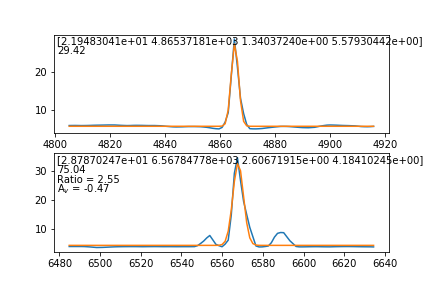 [2.19483041e+01 4.86537181e+03 1.34037240e+00 5.57930442e+00]
29.42
20
10
4800 4820 4840 4860 4880 4900 4920
[2.87870247e+01 6.56784778e+03 2.60671915e+00 4.18410245e+00]
75.04
Ratio = 2.55
Aν = -0.47
30
20
10
6480 6500 6520 6540 6560 6580 6600 6620 6640